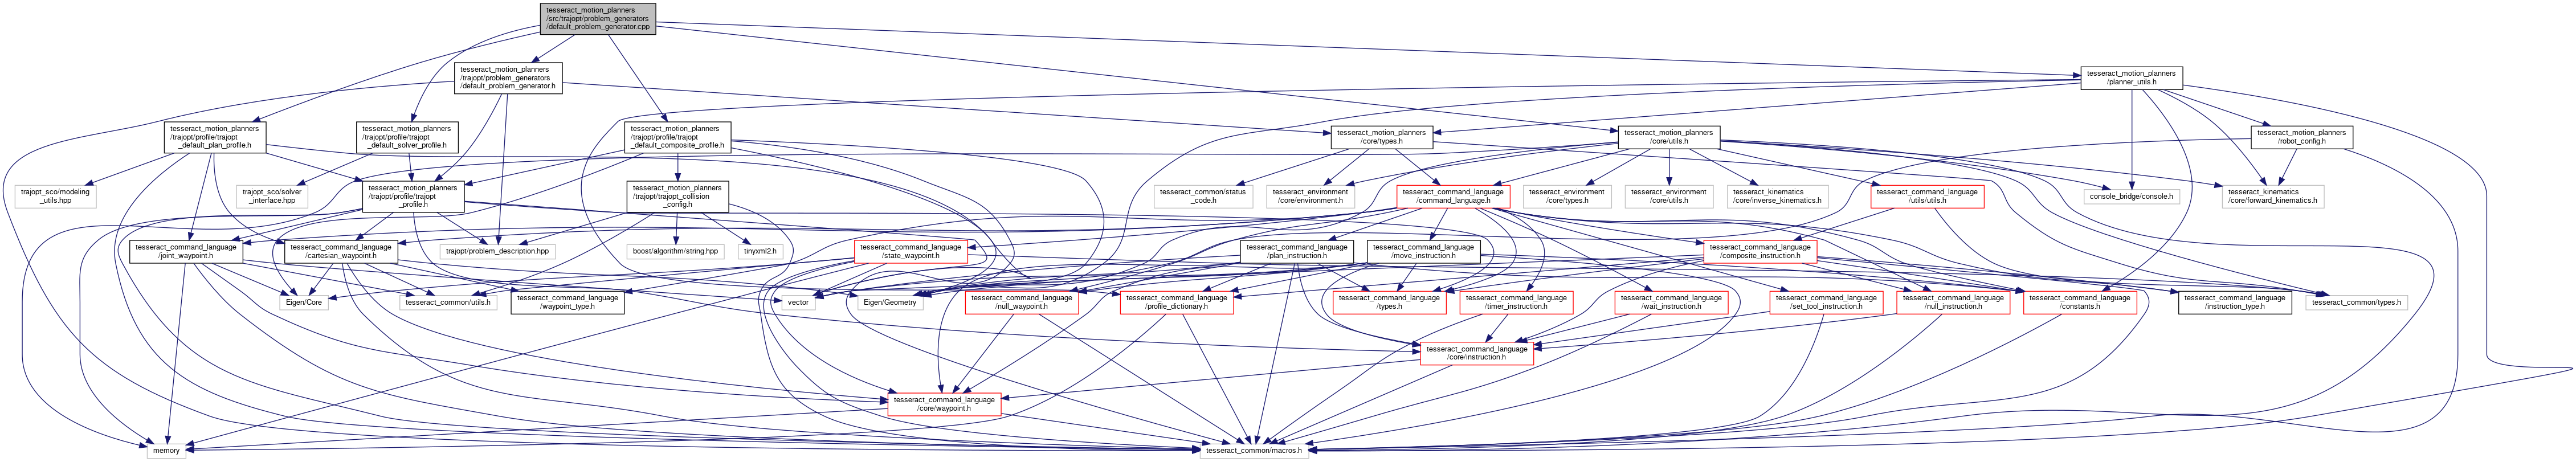 tesseract_motion_planners
/src/trajopt/problem_generators
/default_problem_generator.cpp
tesseract_motion_planners
/trajopt/problem_generators
/default_problem_generator.h
tesseract_motion_planners
/planner_utils.h
tesseract_motion_planners
/trajopt/profile/trajopt
_default_plan_profile.h
tesseract_motion_planners
/trajopt/profile/trajopt
_default_solver_profile.h
tesseract_motion_planners
/trajopt/profile/trajopt
_default_composite_profile.h
tesseract_motion_planners
/core/types.h
tesseract_motion_planners
/core/utils.h
tesseract_motion_planners
/robot_config.h
trajopt_sco/modeling
_utils.hpp
trajopt_sco/solver
_interface.hpp
tesseract_motion_planners
/trajopt/profile/trajopt
_profile.h
tesseract_motion_planners
/trajopt/trajopt_collision
_config.h
tesseract_common/status
_code.h
tesseract_environment
/core/environment.h
tesseract_command_language
/command_language.h
tesseract_environment
/core/types.h
tesseract_environment
/core/utils.h
tesseract_kinematics
/core/inverse_kinematics.h
tesseract_command_language
/utils/utils.h
console_bridge/console.h
tesseract_kinematics
/core/forward_kinematics.h
tesseract_command_language
/joint_waypoint.h
tesseract_command_language
/cartesian_waypoint.h
trajopt/problem_description.hpp
boost/algorithm/string.hpp
tinyxml2.h
tesseract_command_language
/state_waypoint.h
tesseract_command_language
/plan_instruction.h
tesseract_command_language
/move_instruction.h
tesseract_command_language
/composite_instruction.h
Eigen/Core
tesseract_common/utils.h
tesseract_command_language
/waypoint_type.h
vector
Eigen/Geometry
tesseract_command_language
/null_waypoint.h
tesseract_command_language
/profile_dictionary.h
tesseract_command_language
/types.h
tesseract_command_language
/timer_instruction.h
tesseract_command_language
/wait_instruction.h
tesseract_command_language
/set_tool_instruction.h
tesseract_command_language
/null_instruction.h
tesseract_command_language
/constants.h
tesseract_command_language
/instruction_type.h
tesseract_common/types.h
tesseract_command_language
/core/instruction.h
tesseract_command_language
/core/waypoint.h
memory
tesseract_common/macros.h